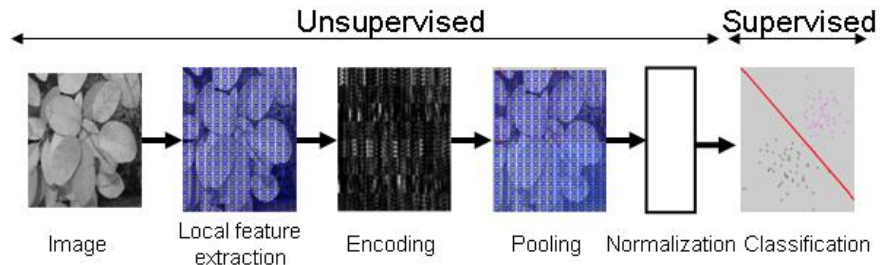 Unsupervised
Supervised
Image
Local feature
extraction
Encoding
Pooling
Normalization
Classification